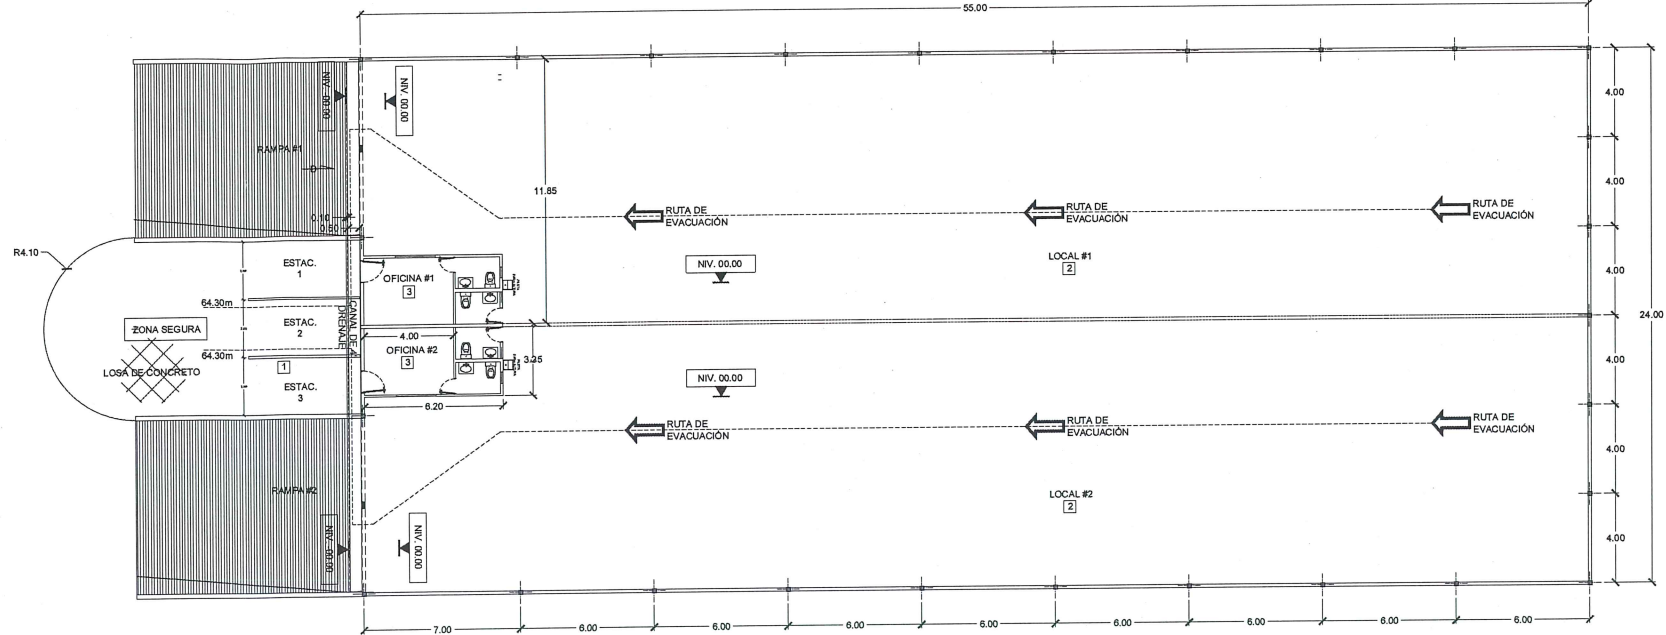 55.00
NIV. 00.00
NIV. 00.00
4.00
RAMPA #1
4.00
11.85
RUTA DE
EVACUACIÓN
RUTA DE
EVACUACIÓN
RUTA DE
EVACUACIÓN
0.10
0.60
R4.10
ESTAC.
1
OFICINA #1
3
NIV. 00.00
LOCAL #1
2
4.00
64.30m
ZONA SEGURA
ESTAC.
2
CANAL DE
DRENAJE
4.00
24.00
64.30m
LOSA DE CONCRETO
1
ESTAC.
3
OFICINA #2
3
3.35
NIV. 00.00
4.00
6.20
RUTA DE
EVACUACIÓN
RUTA DE
EVACUACIÓN
RUTA DE
EVACUACIÓN
4.00
RAMPA #2
LOCAL #2
2
NIV. 00.00
NIV. 00.00
4.00
7.00
6.00
6.00
6.00
6.00
6.00
6.00
6.00
6.00